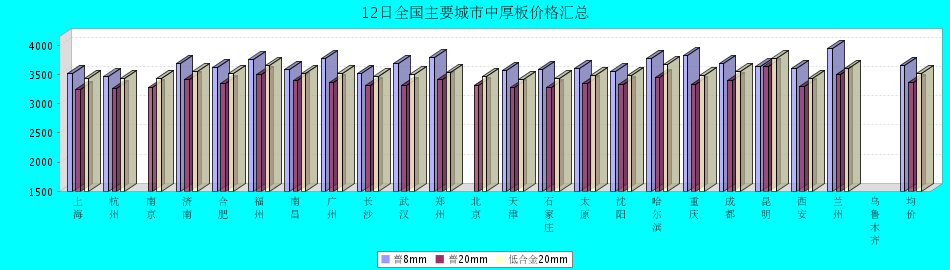 12日全国主要城市中厚板价格汇总
4000
3500
3000
2500
2000
1500
上海 杭州 南京 济南 合肥 福州 南昌 广州 长沙 武汉 郑州 北京 天津 石家庄 太原 沈阳 哈尔滨 重庆 成都 昆明 西安 兰州 乌鲁木齐 均价
普8mm 普20mm 低合金20mm